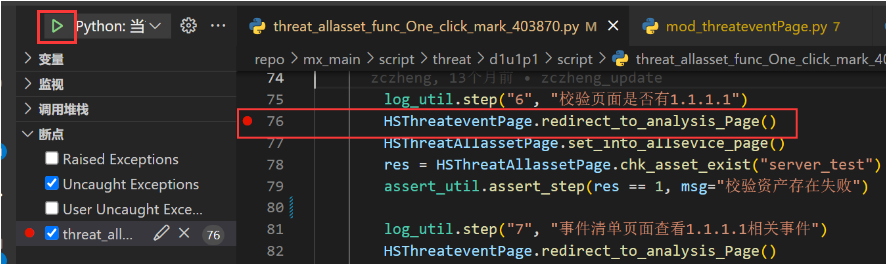 Python: 当
变量
监视
调用堆栈
断点
Raised Exceptions
Uncaught Exceptions
User Uncaught Exce...
threat_all... 76
threat_allasset_func_One_click_mark_403870.py
mod_threateventPage.py 7
repo > mx_main > script > threat > d1u1p1 > script > threat_allasset_func_One_click_mark_40
74 zczheng, 13个月前 • zczheng_update
75 log_util.step("6", "校验页面是否有1.1.1.1")
76 HSThreateventPage.redirect_to_analysis_Page()
77 HSThreatAllassetPage.set_into_allsevice_page()
78 res = HSThreatAllassetPage.chk_asset_exist("server_test")
79 assert_util.assert_step(res == 1, msg="校验资产存在失败")
80
81 log_util.step("7", "事件清单页面查看1.1.1.1相关事件")
82 HSThreateventPage.redirect_to_analysis_Page()